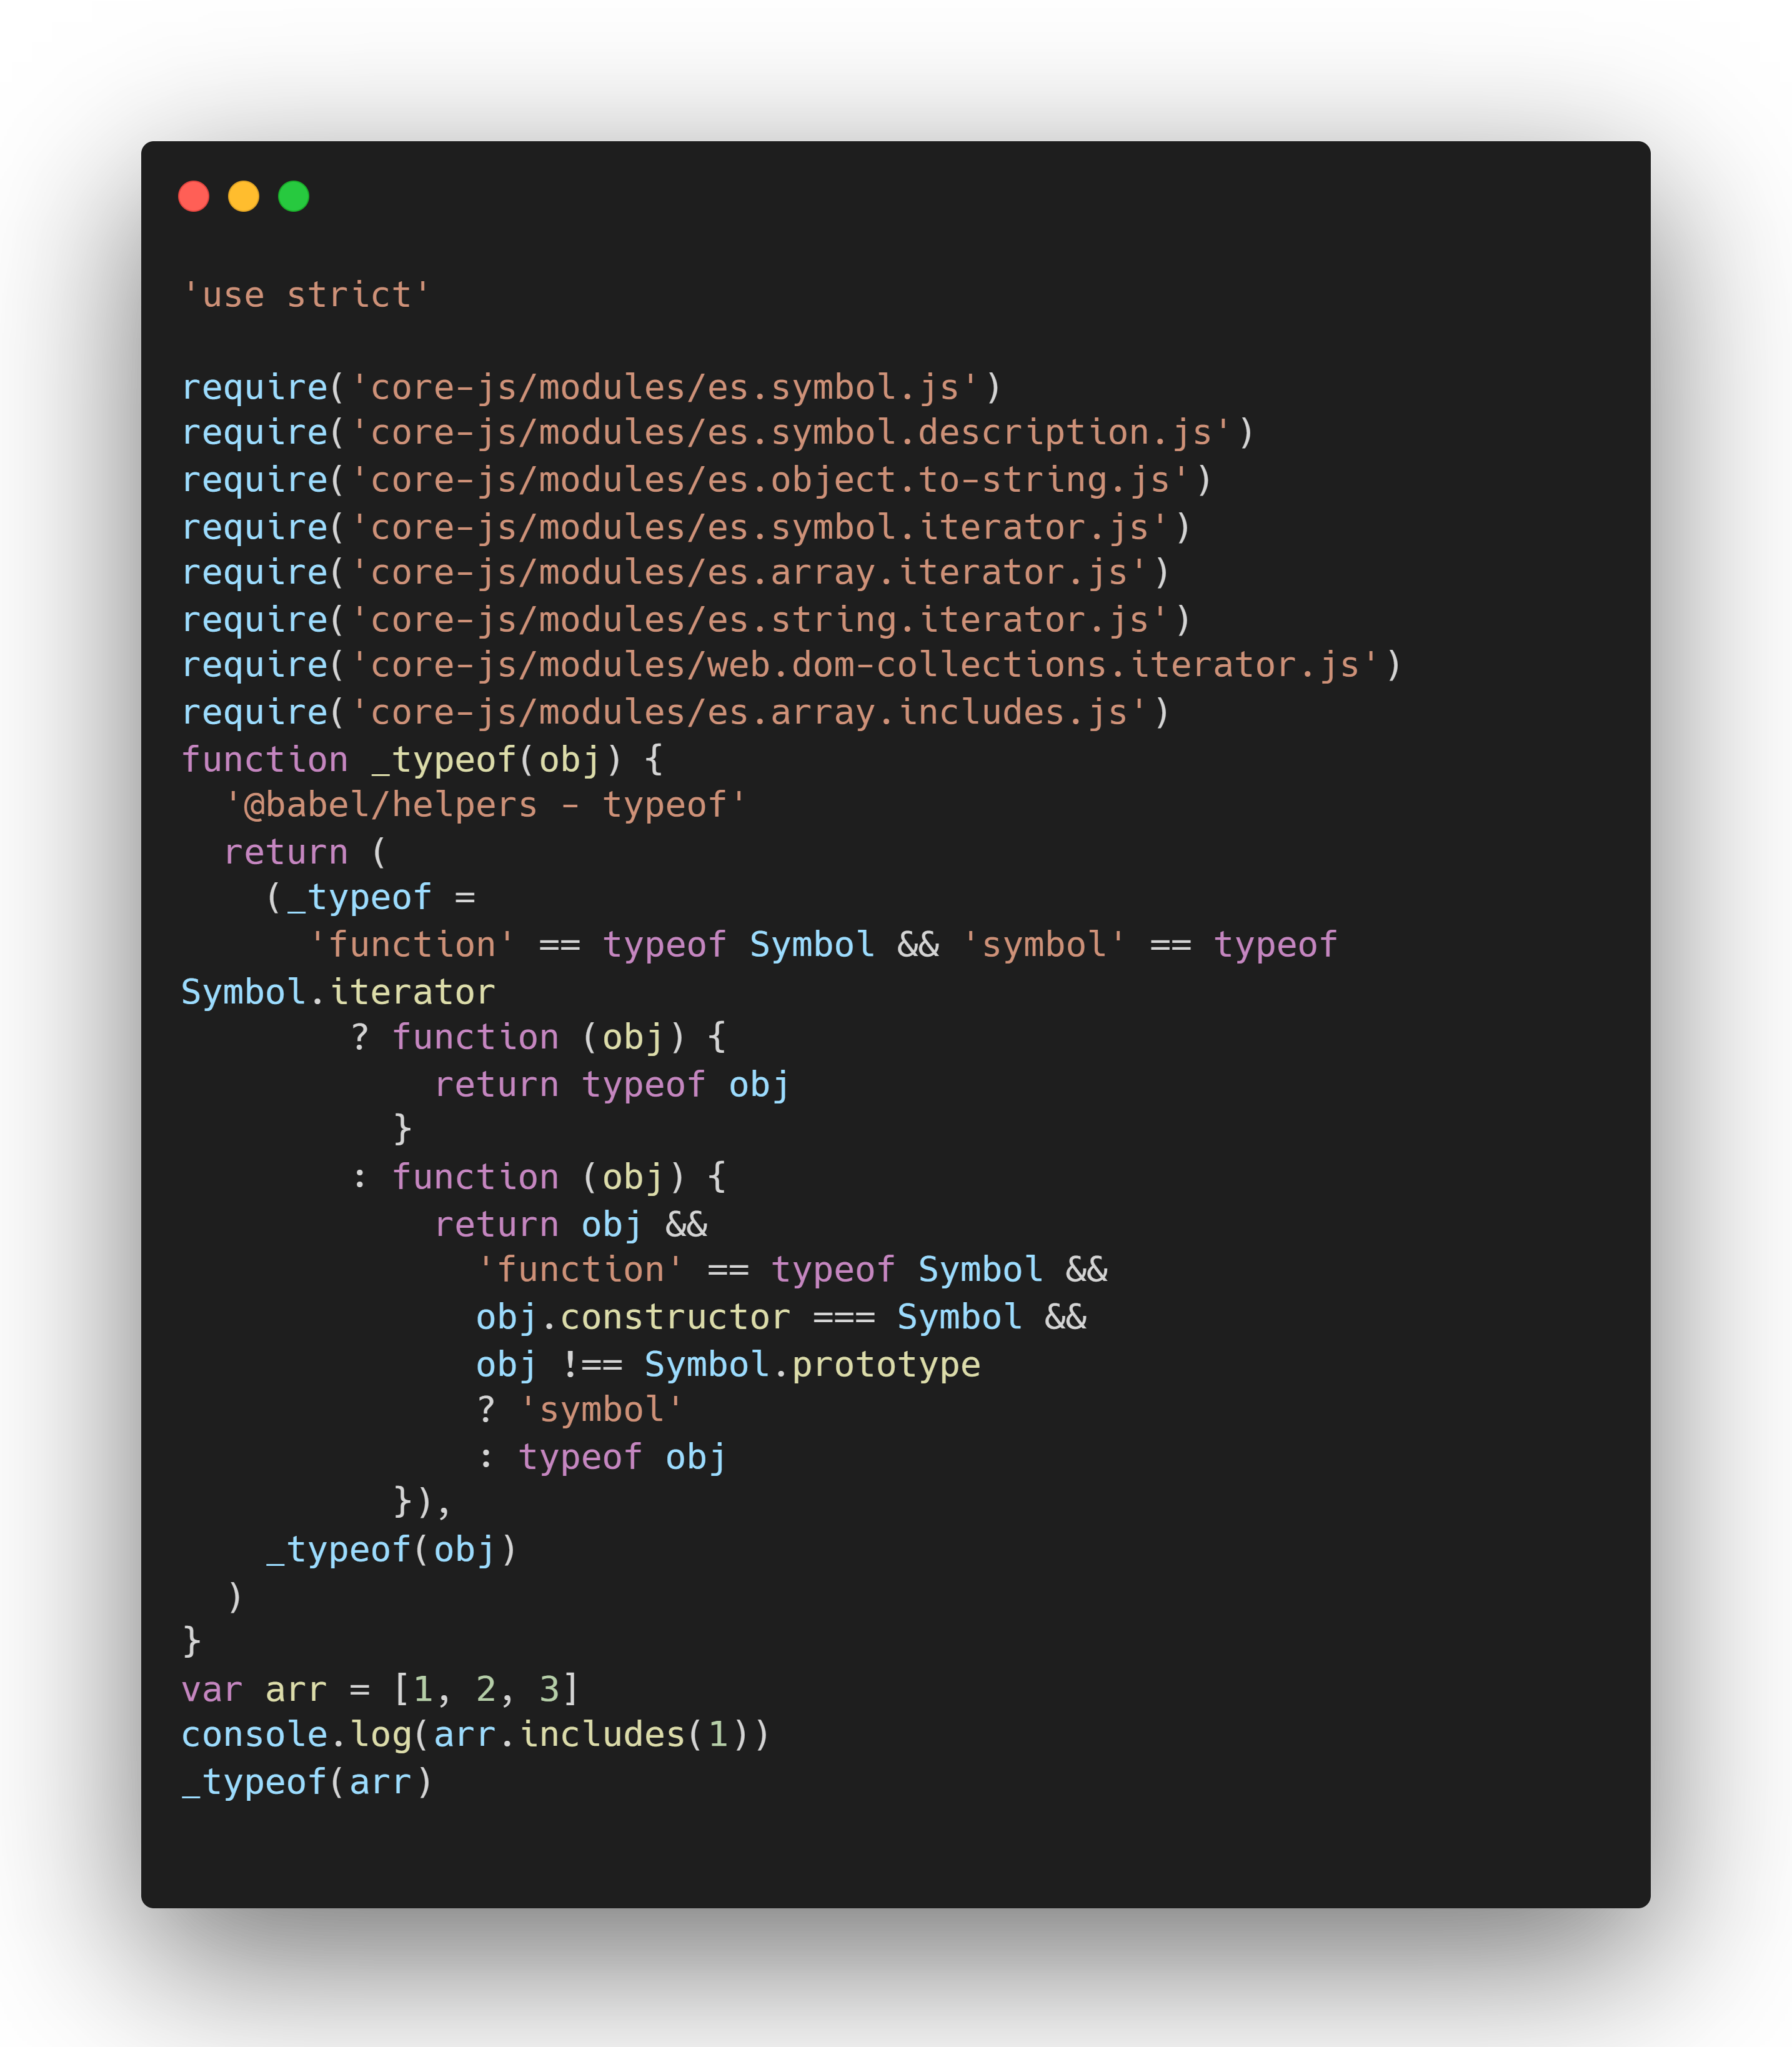 'use strict'

require('core-js/modules/es.symbol.js')
require('core-js/modules/es.symbol.description.js')
require('core-js/modules/es.object.to-string.js')
require('core-js/modules/es.symbol.iterator.js')
require('core-js/modules/es.array.iterator.js')
require('core-js/modules/es.string.iterator.js')
require('core-js/modules/web.dom-collections.iterator.js')
require('core-js/modules/es.array.includes.js')
function _typeof(obj) {
  '@babel/helpers - typeof'
  return (
    (_typeof =
      'function' == typeof Symbol && 'symbol' == typeof
Symbol.iterator
        ? function (obj) {
            return typeof obj
          }
        : function (obj) {
            return obj &&
              'function' == typeof Symbol &&
              obj.constructor === Symbol &&
              obj !== Symbol.prototype
              ? 'symbol'
              : typeof obj
          }),
    _typeof(obj)
  )
}
var arr = [1, 2, 3]
console.log(arr.includes(1))
_typeof(arr)